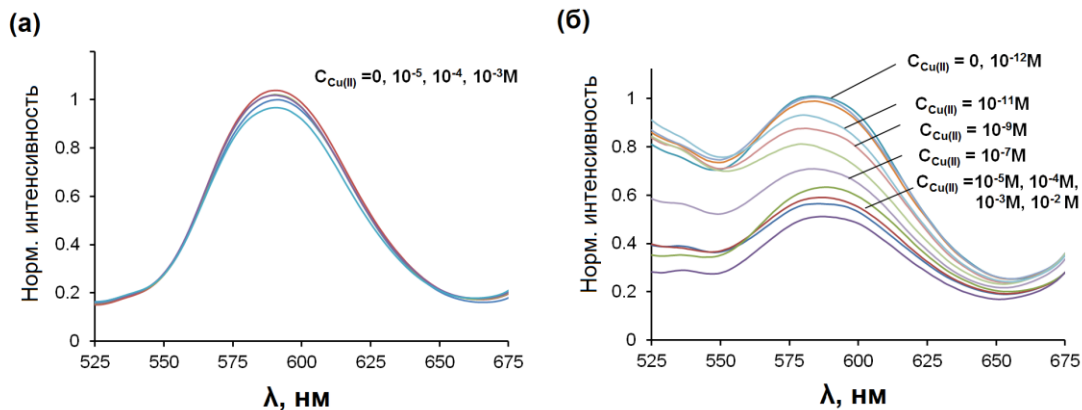 (а)
Норм. интенсивность
1
0.8
0.6
0.4
0.2
0
525 550 575 600 625 650 675
λ, нм
C_Cu(II) =0, 10⁻⁵, 10⁻⁴, 10⁻³M
(б)
Норм. интенсивность
1
0.8
0.6
0.4
0.2
0
525 550 575 600 625 650 675
λ, нм
C_Cu(II) = 0, 10⁻¹²M
C_Cu(II) = 10⁻¹¹M
C_Cu(II) = 10⁻⁹M
C_Cu(II) = 10⁻⁷M
C_Cu(II) =10⁻⁵M, 10⁻⁴M,
10⁻³M, 10⁻² M